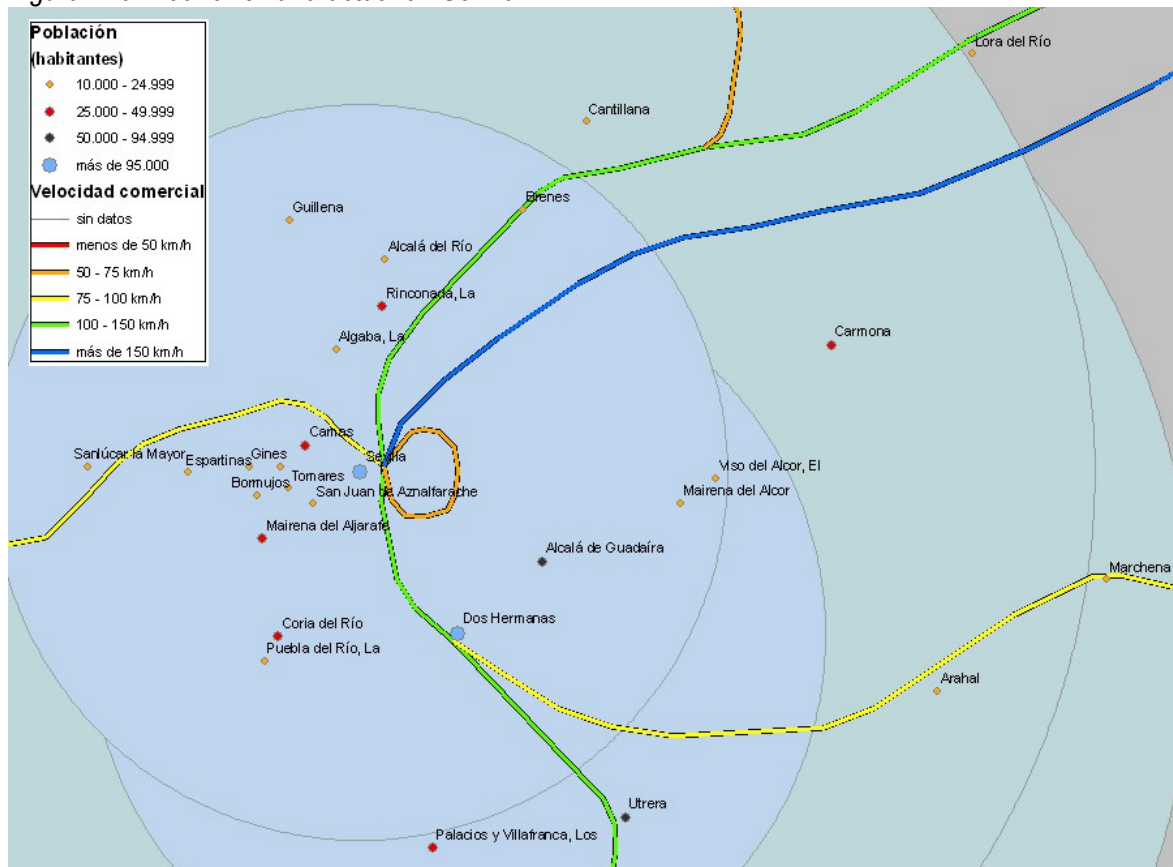 Población
(habitantes)
10.000 - 24.999
25.000 - 49.999
50.000 - 94.999
más de 95.000
Velocidad comercial
sin datos
menos de 50 km/h
50 - 75 km/h
75 - 100 km/h
100 - 150 km/h
más de 150 km/h
Lora del Río
Cantillana
Brenes
Guillena
Alcalá del Río
Rinconada, La
Algaba, La
Carmona
Camas
Sevilla
Sanlúcar la Mayor
Espartinas
Gines
Tomares
Bormujos
San Juan de Aznalfarache
Viso del Alcor, El
Mairena del Alcor
Mairena del Aljarafe
Alcalá de Guadaíra
Marchena
Dos Hermanas
Coria del Río
Puebla del Río, La
Arahal
Utrera
Palacios y Villafranca, Los